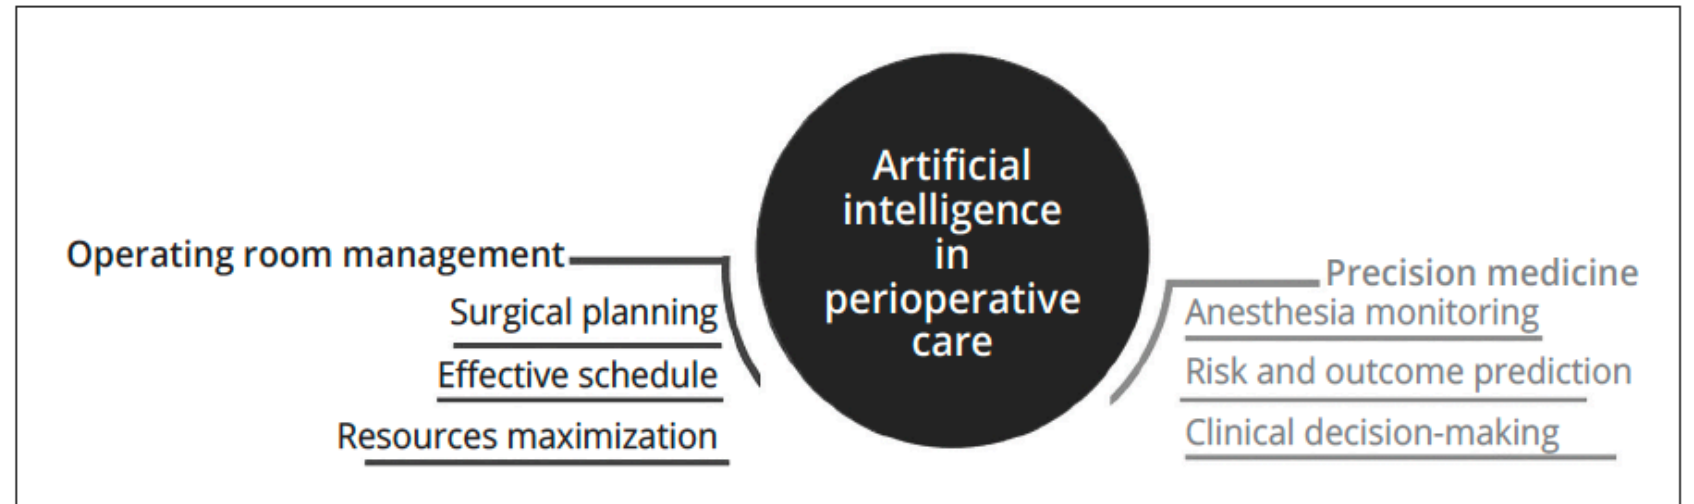 Artificial
intelligence
in
perioperative
care
Operating room management
Surgical planning
Effective schedule
Resources maximization
Precision medicine
Anesthesia monitoring
Risk and outcome prediction
Clinical decision-making